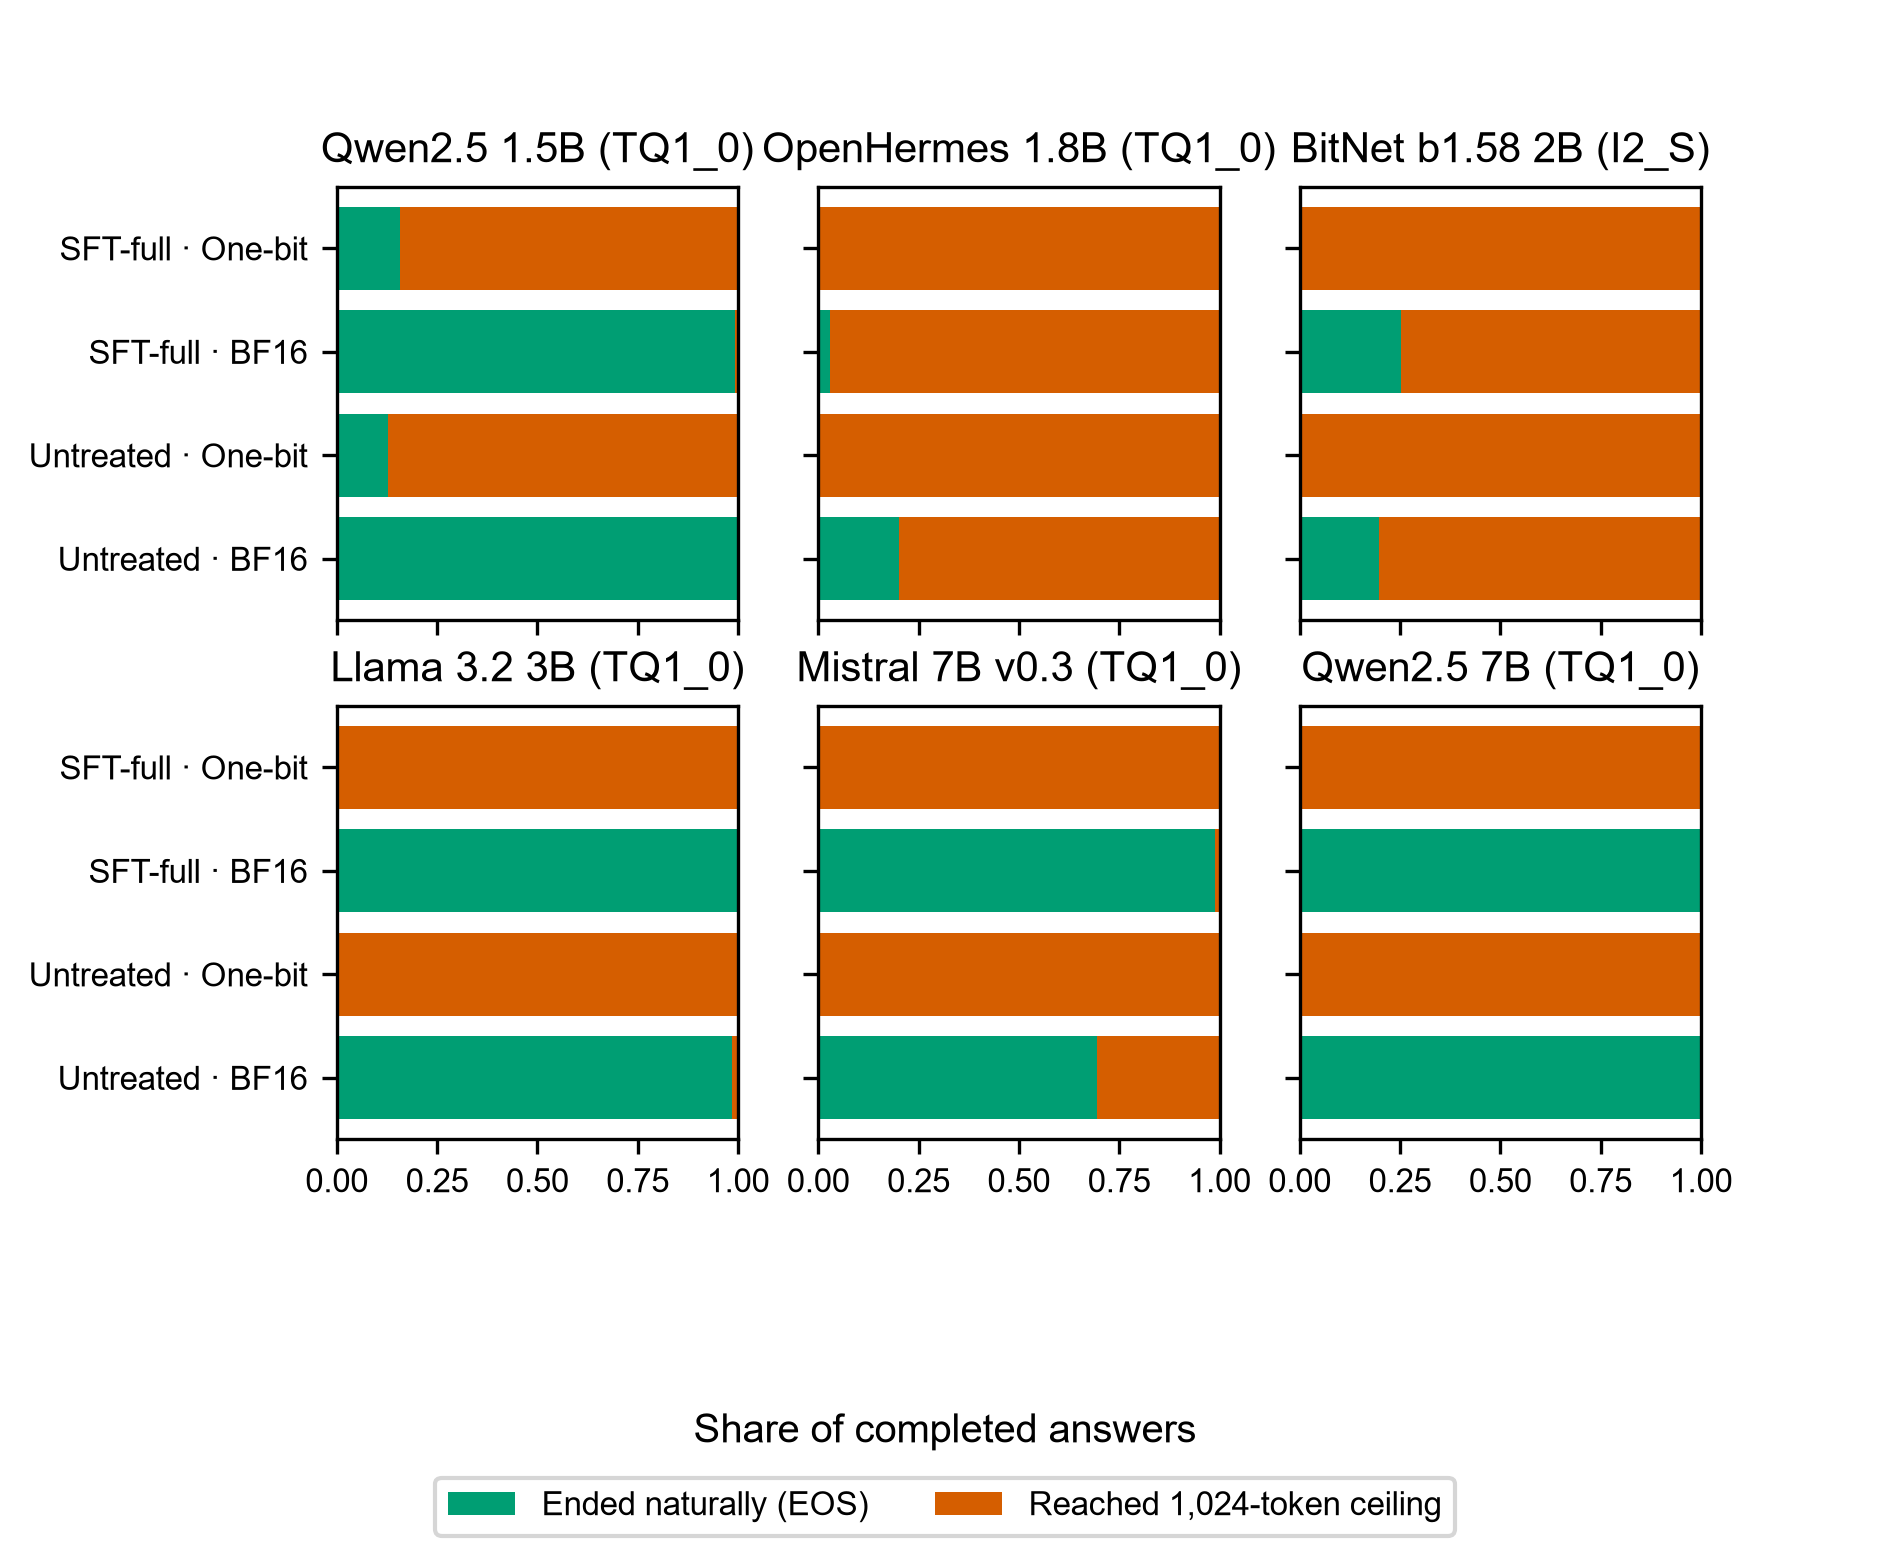 Qwen2.5 1.5B (TQ1_0)
OpenHermes 1.8B (TQ1_0)
BitNet b1.58 2B (I2_S)
SFT-full · One-bit
SFT-full · BF16
Untreated · One-bit
Untreated · BF16
Llama 3.2 3B (TQ1_0)
Mistral 7B v0.3 (TQ1_0)
Qwen2.5 7B (TQ1_0)
SFT-full · One-bit
SFT-full · BF16
Untreated · One-bit
Untreated · BF16
0.00 0.25 0.50 0.75 1.00
0.00 0.25 0.50 0.75 1.00
0.00 0.25 0.50 0.75 1.00
Share of completed answers
Ended naturally (EOS)
Reached 1,024-token ceiling